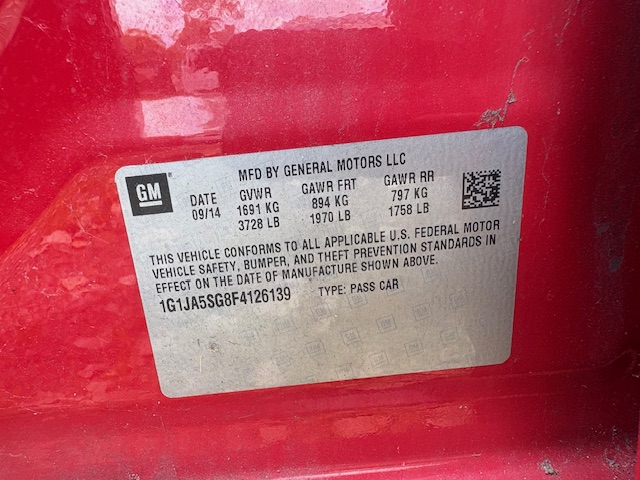 MFD BY GENERAL MOTORS LLC
GM
DATE GVWR GAWR FRT GAWR RR
09/14 1691 KG 894 KG 797 KG
3728 LB 1970 LB 1758 LB
THIS VEHICLE CONFORMS TO ALL APPLICABLE U.S. FEDERAL MOTOR
VEHICLE SAFETY, BUMPER, AND THEFT PREVENTION STANDARDS IN
EFFECT ON THE DATE OF MANUFACTURE SHOWN ABOVE.
1G1JA5SG8F4126139 TYPE: PASS CAR